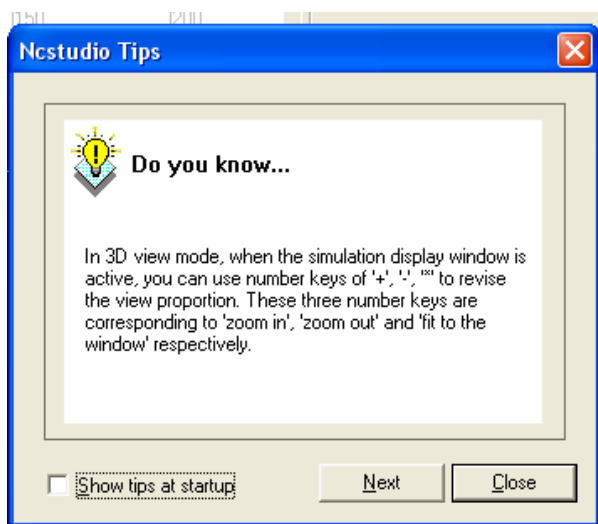 150 200
Ncstudio Tips
Do you know...
In 3D view mode, when the simulation display window is
active, you can use number keys of '+', '-', '*' to revise
the view proportion. These three number keys are
corresponding to 'zoom in', 'zoom out' and 'fit to the
window' respectively.
Show tips at startup Next Close